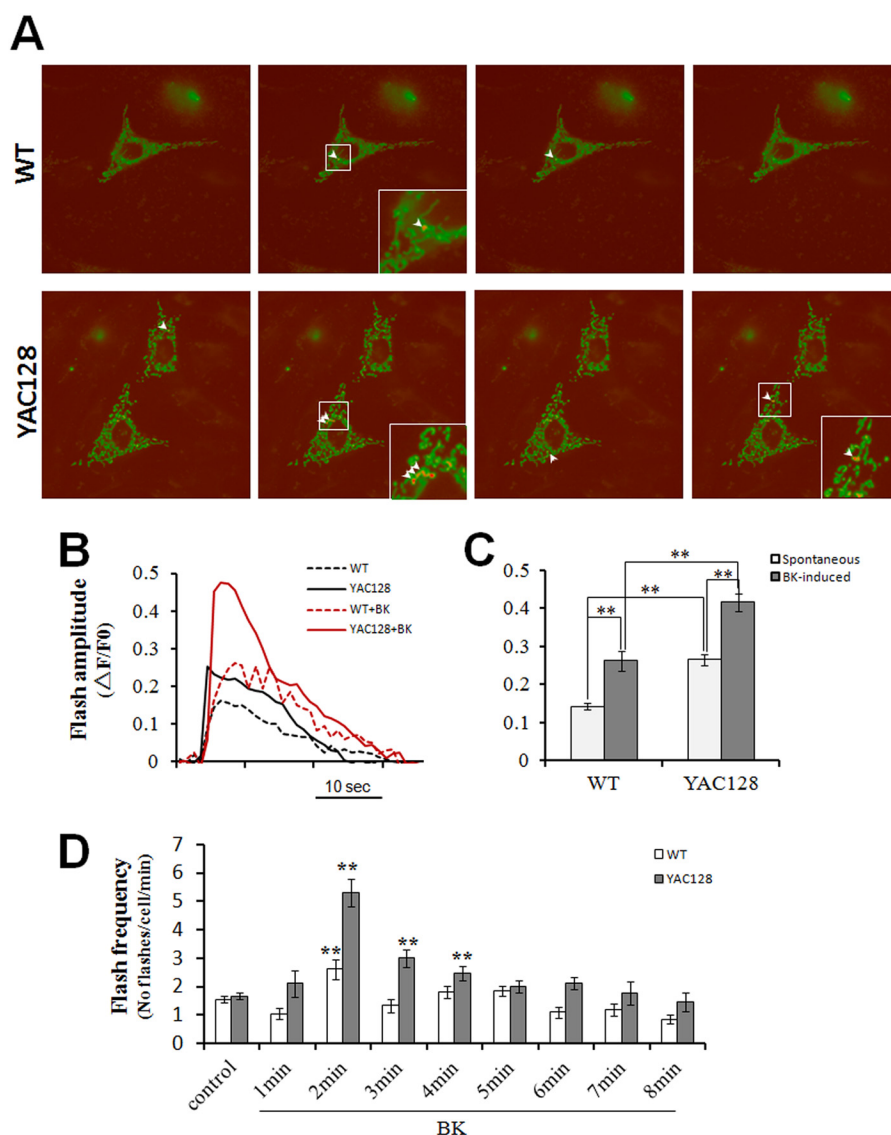 A
WT
YAC128
B
Flash amplitude
(△F/F0)
0.5
0.4
0.3
0.2
0.1
0
WT
YAC128
WT+BK
YAC128+BK
10 sec
C
0.5
0.4
0.3
0.2
0.1
0
**
**
**
**
Spontaneous
BK-induced
WT
YAC128
D
Flash frequency
(No flashes/cell/min)
7
6
5
4
3
2
1
0
**
**
**
**
WT
YAC128
control
1min
2min
3min
4min
5min
6min
7min
8min
BK